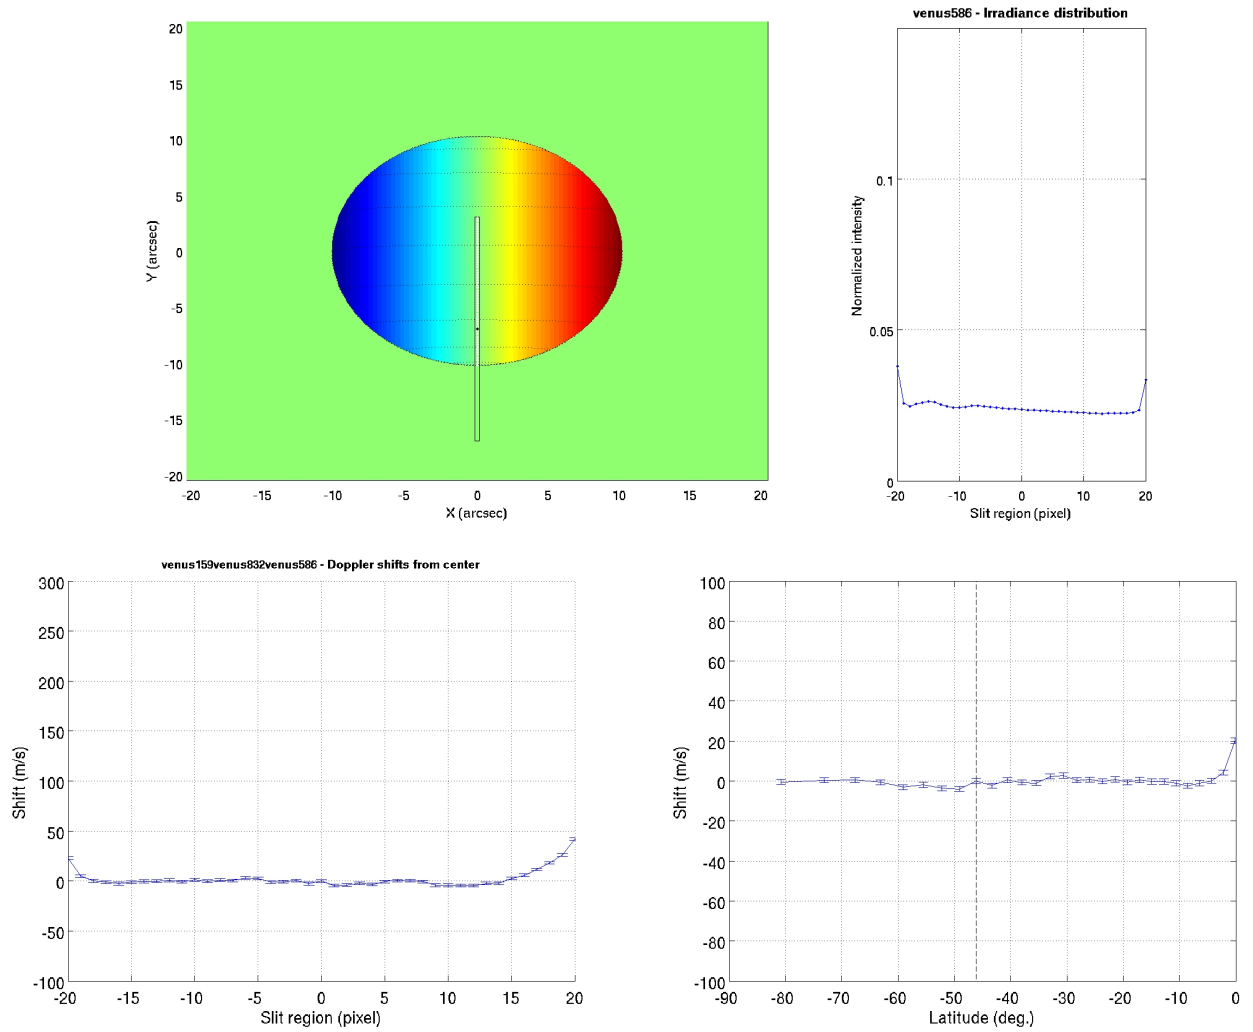 venus586 - Irradiance distribution
20
15
10
5
0
-5
-10
-15
-20
Y (arcsec)
-20 -15 -10 -5 0 5 10 15 20
X (arcsec)
0.1
0.05
0
Normalized intensity
-20 -10 0 10 20
Slit region (pixel)
venus159venus832venus586 - Doppler shifts from center
300
250
200
150
100
50
0
-50
-100
Shift (m/s)
-20 -15 -10 -5 0 5 10 15 20
Slit region (pixel)
100
80
60
40
20
0
-20
-40
-60
-80
-100
Shift (m/s)
-90 -80 -70 -60 -50 -40 -30 -20 -10 0
Latitude (deg.)